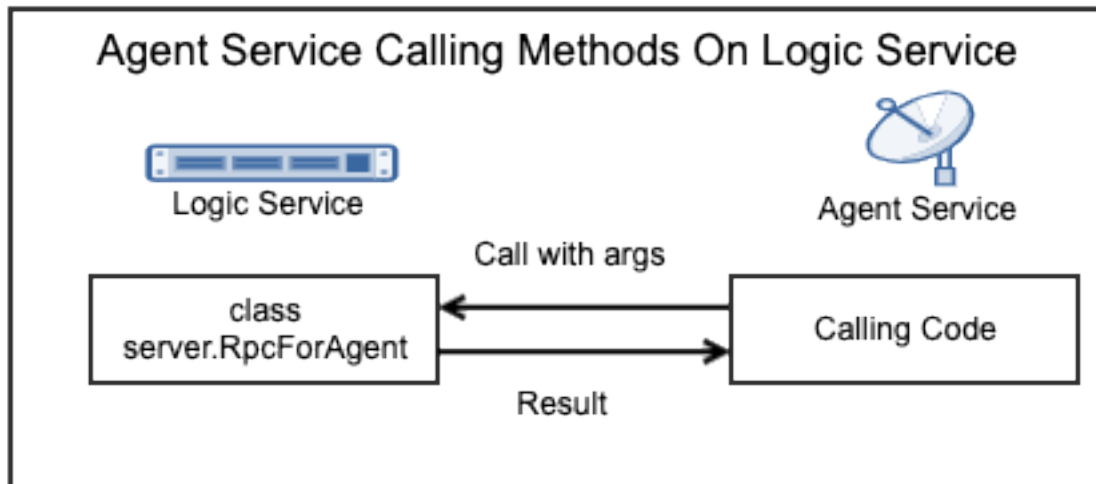 Agent Service Calling Methods On Logic Service
Logic Service
Agent Service
Call with args
class
server.RpcForAgent
Calling Code
Result